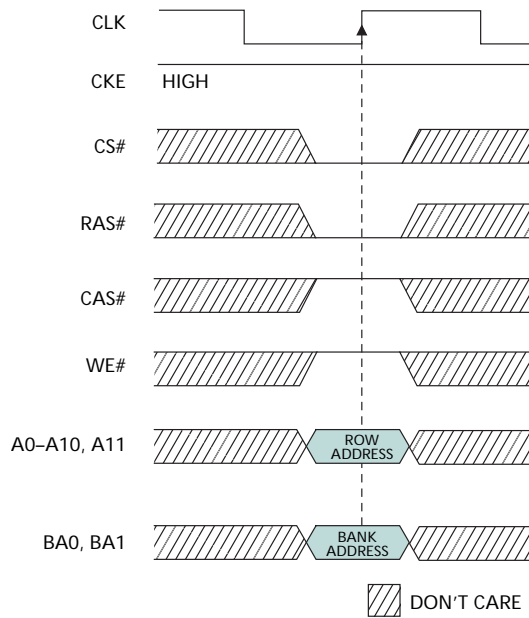 CLK
CKE HIGH
CS#
RAS#
CAS#
WE#
A0–A10, A11 ROW
ADDRESS
BA0, BA1 BANK
ADDRESS
DON'T CARE